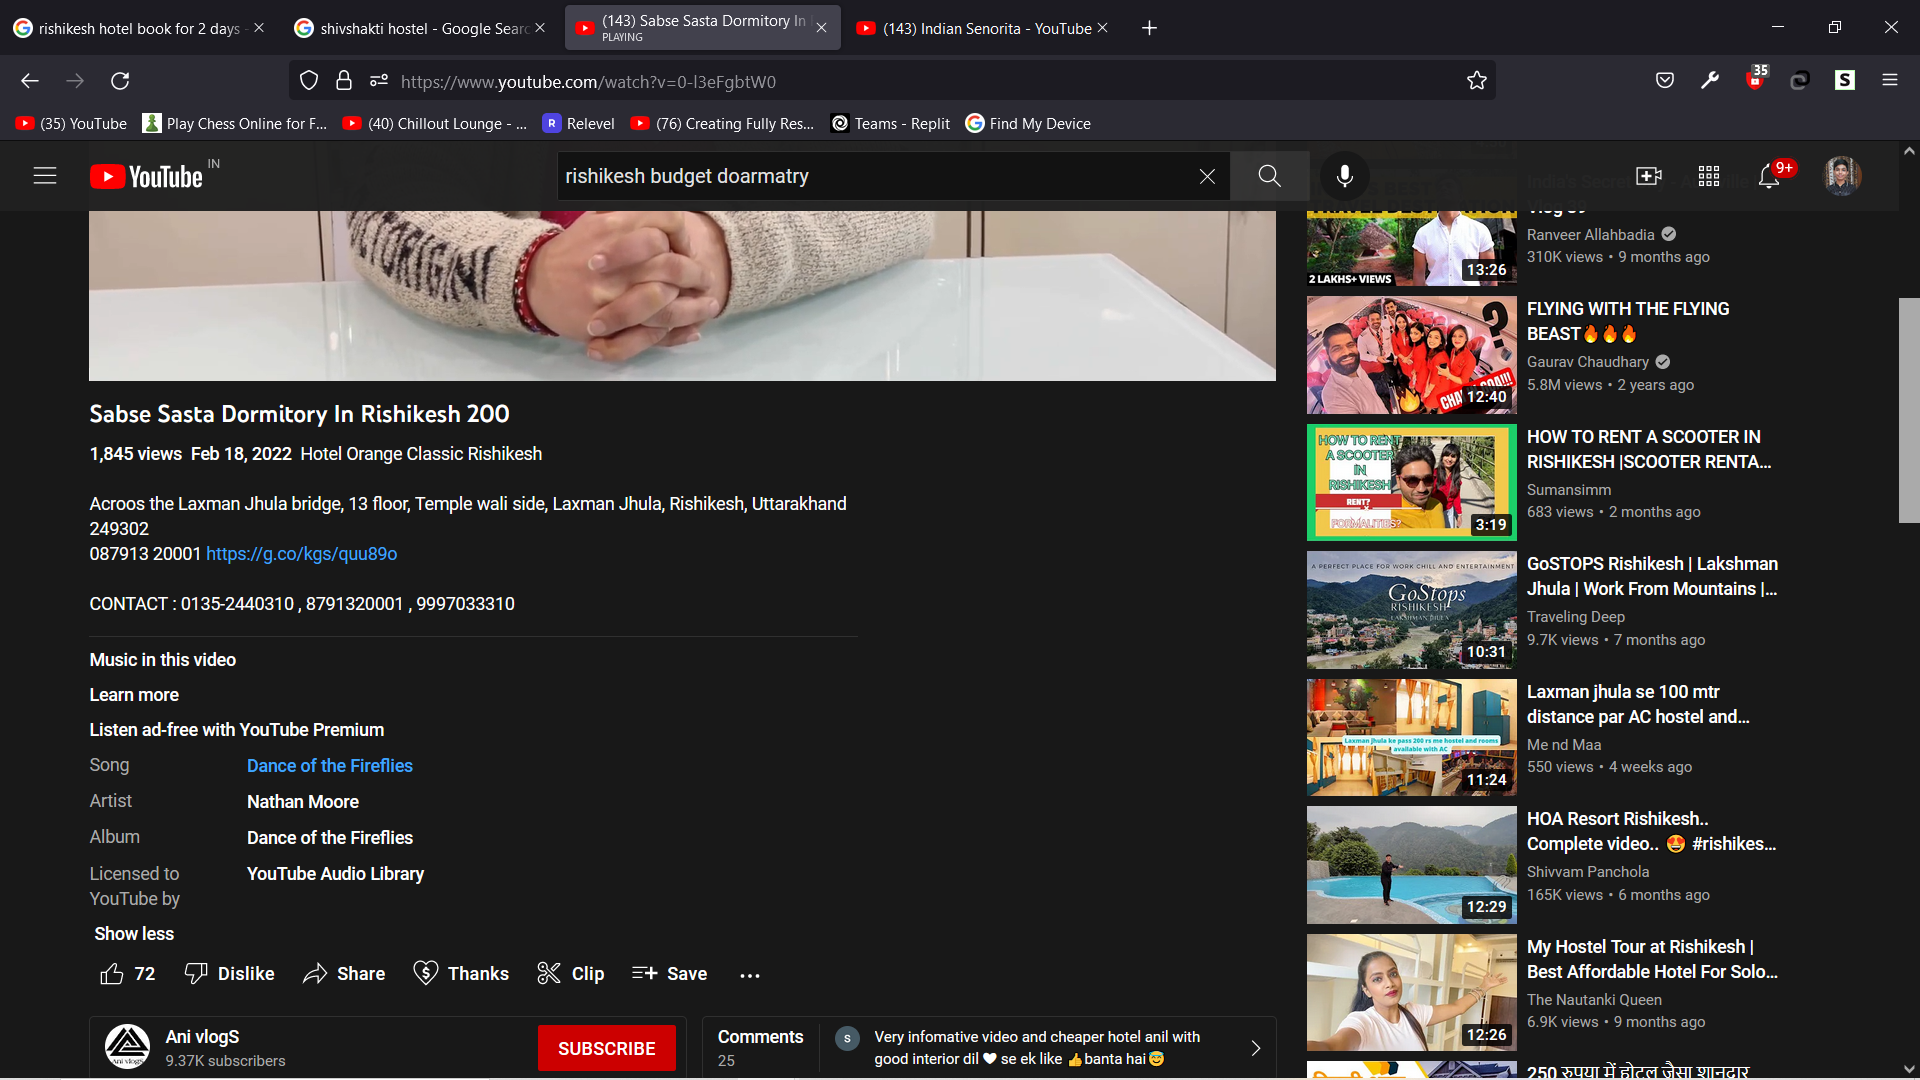 rishikesh hotel book for 2 days -
shivshakti hostel - Google Searc
(143) Sabse Sasta Dormitory In
PLAYING
(143) Indian Senorita - YouTube
https://www.youtube.com/watch?v=0-l3eFgbtW0
35
S
(35) YouTube
Play Chess Online for F...
(40) Chillout Lounge - ...
R Relevel
(76) Creating Fully Res...
Teams - Replit
Find My Device
YouTube IN
rishikesh budget doarmatry
9+
Sabse Sasta Dormitory In Rishikesh 200
1,845 views Feb 18, 2022 Hotel Orange Classic Rishikesh
Acroos the Laxman Jhula bridge, 13 floor, Temple wali side, Laxman Jhula, Rishikesh, Uttarakhand
249302
087913 20001 https://g.co/kgs/quu89o
CONTACT : 0135-2440310 , 8791320001 , 9997033310
Music in this video
Learn more
Listen ad-free with YouTube Premium
Song Dance of the Fireflies
Artist Nathan Moore
Album Dance of the Fireflies
Licensed to YouTube Audio Library
YouTube by
Show less
72 Dislike Share Thanks Clip Save ...
Ani vlogS
9.37K subscribers
SUBSCRIBE
Comments
25
S
Very infomative video and cheaper hotel anil with
good interior dil 🤍 se ek like 👍banta hai😇
Vlog 39
Ranveer Allahbadia
310K views • 9 months ago
2 LAKHS+ VIEWS
13:26
FLYING WITH THE FLYING
BEAST🔥🔥🔥
Gaurav Chaudhary
5.8M views • 2 years ago
12:40
HOW TO RENT
A SCOOTER
IN
RISHIKESH
RENT?
FORMALITIES?
3:19
HOW TO RENT A SCOOTER IN
RISHIKESH |SCOOTER RENTA...
Sumansimm
683 views • 2 months ago
A PERFECT PLACE FOR WORK CHILL AND ENTERTAINMENT
GoStops
RISHIKESH
LAKSHMAN JHULA
10:31
GoSTOPS Rishikesh | Lakshman
Jhula | Work From Mountains |...
Traveling Deep
9.7K views • 7 months ago
Laxman jhula ke pass 200 rs me hostel and rooms
available with AC
11:24
Laxman jhula se 100 mtr
distance par AC hostel and...
Me nd Maa
550 views • 4 weeks ago
12:29
HOA Resort Rishikesh..
Complete video.. 🤩 #rishikes...
Shivvam Panchola
165K views • 6 months ago
12:26
My Hostel Tour at Rishikesh |
Best Affordable Hotel For Solo...
The Nautanki Queen
6.9K views • 9 months ago
250 रुपया में होटल जैसा शानदार